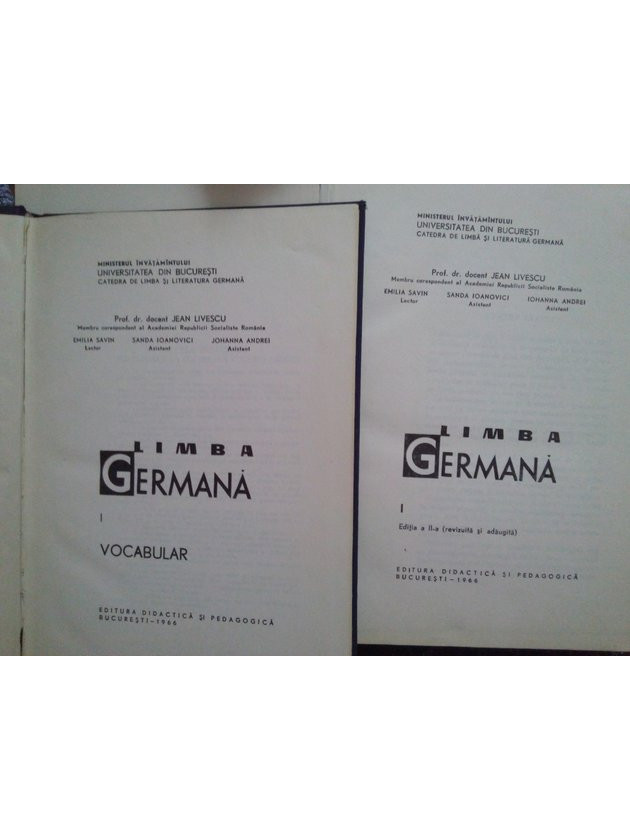 MINISTERUL ÎNVĂȚĂMÎNTULUI
UNIVERSITATEA DIN BUCUREȘTI
CATEDRA DE LIMBĂ ȘI LITERATURĂ GERMANĂ
Prof. dr. docent JEAN LIVESCU
Membru corespondent al Academiei Republicii Socialiste România
EMILIA SAVIN SANDA IOANOVICI JOHANNA ANDREI
Lector Asistent Asistent
LIMBA
GERMANĂ
I
VOCABULAR
EDITURA DIDACTICĂ ȘI PEDAGOGICĂ
BUCUREȘTI—1966
MINISTERUL ÎNVĂȚĂMÎNTULUI
UNIVERSITATEA DIN BUCUREȘTI
CATEDRA DE LIMBĂ ȘI LITERATURĂ GERMANĂ
Prof. dr. docent JEAN LIVESCU
Membru corespondent al Academiei Republicii Socialiste România
EMILIA SAVIN SANDA IOANOVICI IOHANNA ANDREI
Lector Asistent Asistent
LIMBA
GERMANĂ
I
Ediția a II-a (revizuită și adăugită)
EDITURA DIDACTICĂ ȘI PEDAGOGICĂ
BUCUREȘTI—1966